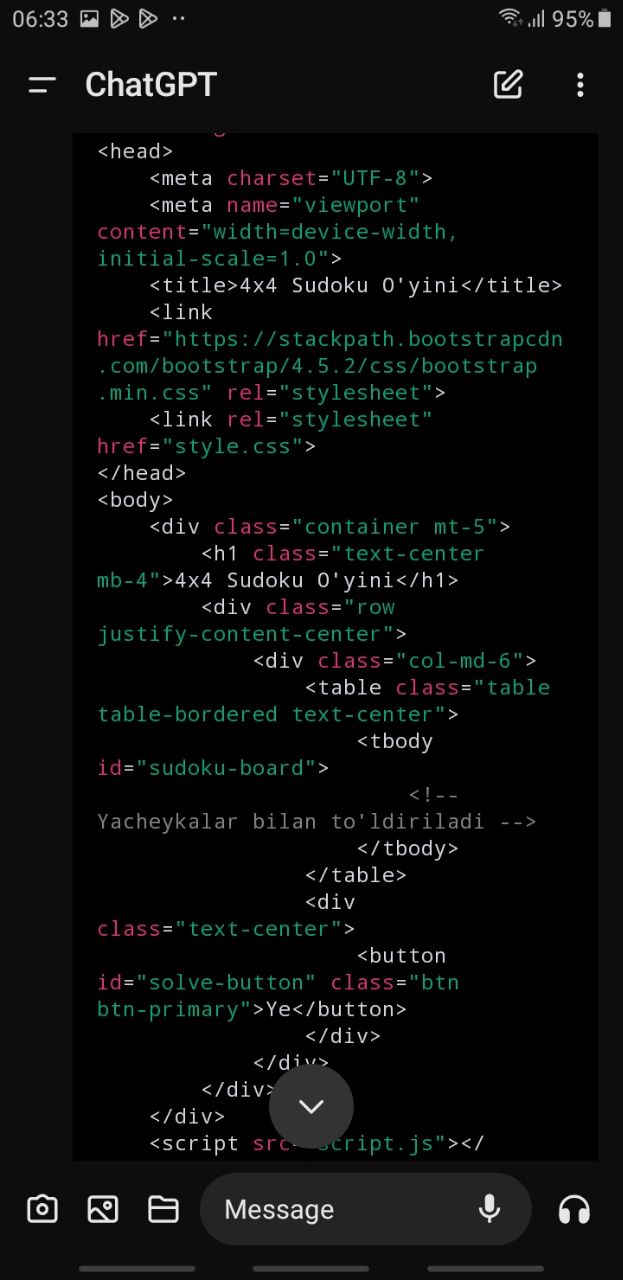 06:33 95%
ChatGPT
<head>
<meta charset="UTF-8">
<meta name="viewport"
content="width=device-width,
initial-scale=1.0">
<title>4x4 Sudoku O'yini</title>
<link
href="https://stackpath.bootstrapcdn
.com/bootstrap/4.5.2/css/bootstrap
.min.css" rel="stylesheet">
<link rel="stylesheet"
href="style.css">
</head>
<body>
<div class="container mt-5">
<h1 class="text-center
mb-4">4x4 Sudoku O'yini</h1>
<div class="row
justify-content-center">
<div class="col-md-6">
<table class="table
table-bordered text-center">
<tbody
id="sudoku-board">
<!--
Yacheykalar bilan to'ldiriladi -->
</tbody>
</table>
<div
class="text-center">
<button
id="solve-button" class="btn
btn-primary">Ye</button>
</div>
</div>
</div>
</div>
<script src="script.js"></
Message